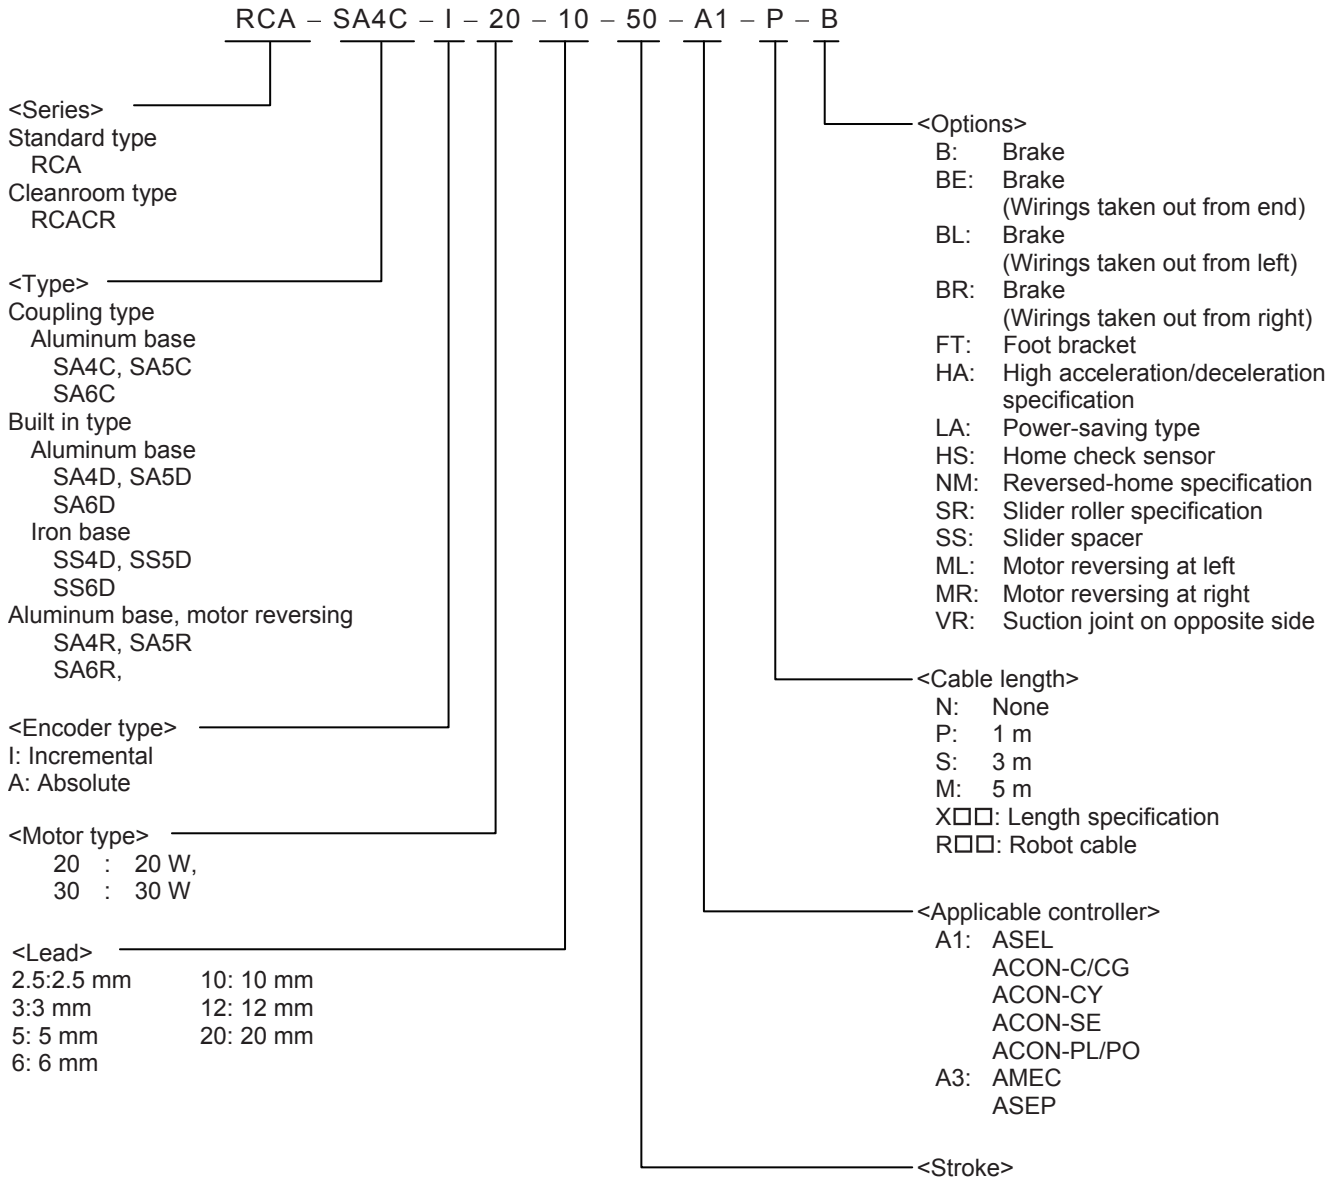 RCA – SA4C – I – 20 – 10 – 50 – A1 – P – B
<Series>
Standard type
RCA
Cleanroom type
RCACR
<Type>
Coupling type
Aluminum base
SA4C, SA5C
SA6C
Built in type
Aluminum base
SA4D, SA5D
SA6D
Iron base
SS4D, SS5D
SS6D
Aluminum base, motor reversing
SA4R, SA5R
SA6R,
<Encoder type>
I: Incremental
A: Absolute
<Motor type>
20 : 20 W,
30 : 30 W
<Lead>
2.5:2.5 mm 10: 10 mm
3:3 mm 12: 12 mm
5: 5 mm 20: 20 mm
6: 6 mm
<Options>
B: Brake
BE: Brake
(Wirings taken out from end)
BL: Brake
(Wirings taken out from left)
BR: Brake
(Wirings taken out from right)
FT: Foot bracket
HA: High acceleration/deceleration
specification
LA: Power-saving type
HS: Home check sensor
NM: Reversed-home specification
SR: Slider roller specification
SS: Slider spacer
ML: Motor reversing at left
MR: Motor reversing at right
VR: Suction joint on opposite side
<Cable length>
N: None
P: 1 m
S: 3 m
M: 5 m
X□□: Length specification
R□□: Robot cable
<Applicable controller>
A1: ASEL
ACON-C/CG
ACON-CY
ACON-SE
ACON-PL/PO
A3: AMEC
ASEP
<Stroke>